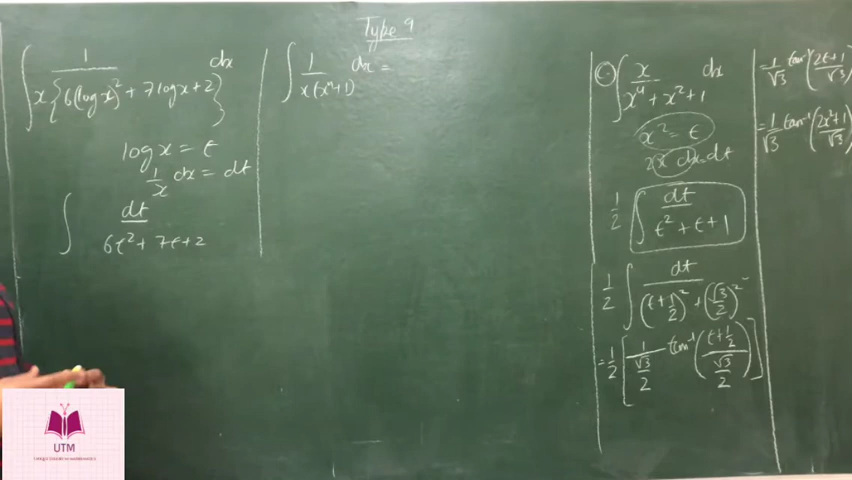 Type 9
∫ 1 / x{6(log x)² + 7 log x + 2} dx
log x = t
1/x dx = dt
∫ dt / 6t² + 7t + 2
∫ 1 / x(xⁿ+1) dx =
∫ x / x⁴ + x² + 1 dx
x² = t
2x dx = dt
1/2 ∫ dt / t² + t + 1
1/2 ∫ dt / (t + 1/2)² + (√3/2)²
= 1/2 [ 1 / (√3/2) tan⁻¹ ( (t + 1/2) / (√3/2) ) ]
= 1/√3 tan⁻¹ ( 2t+1 / √3 )
= 1/√3 tan⁻¹ ( 2x²+1 / √3 )
UTM